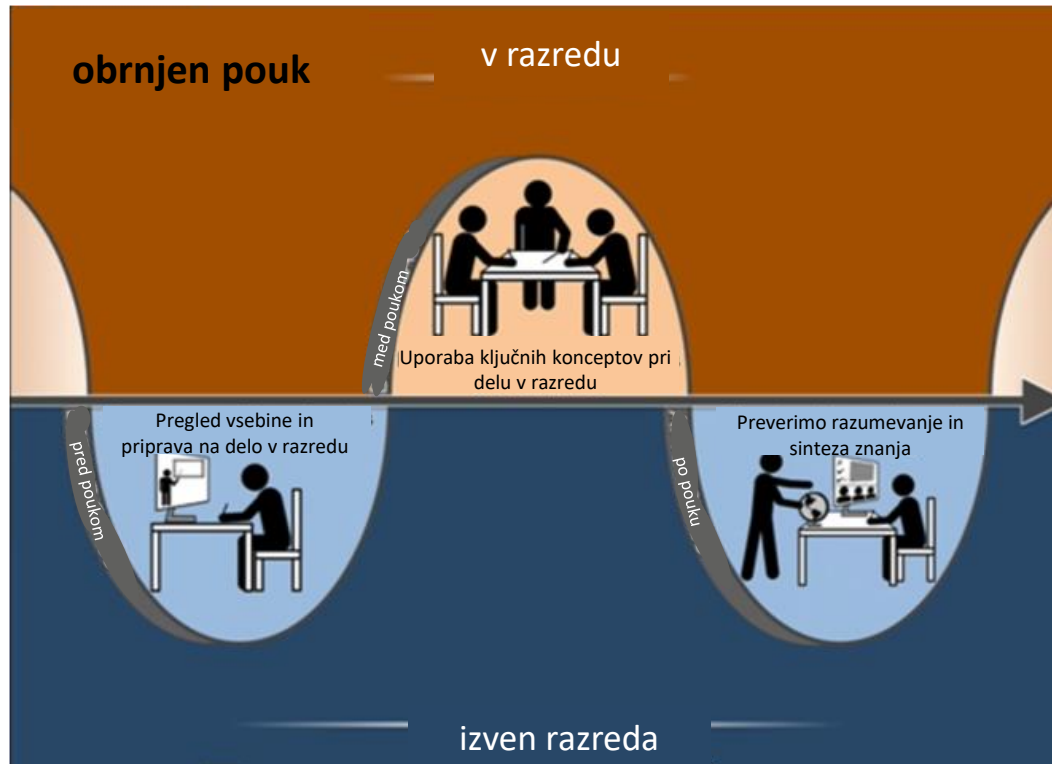 obrnjen pouk
v razredu
med poukom
Uporaba ključnih konceptov pri
delu v razredu
pred poukom
Pregled vsebine in
priprava na delo v razredu
po pouku
Preverimo razumevanje in
sinteza znanja
izven razreda